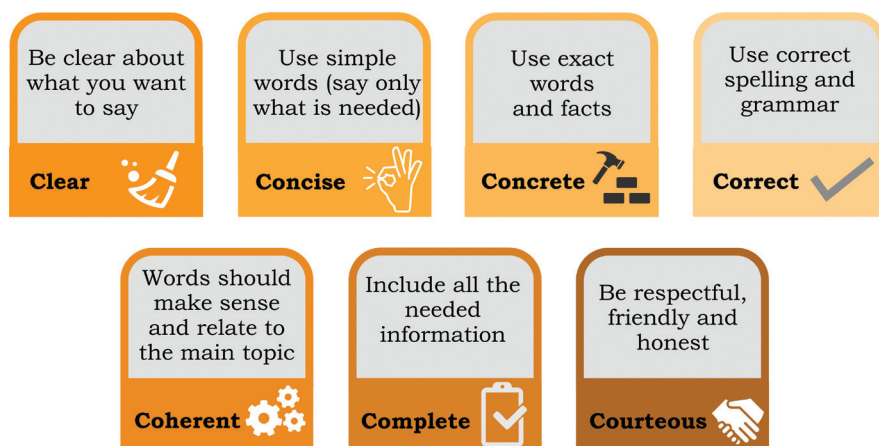 Be clear about
what you want
to say
Clear
Use simple
words (say only
what is needed)
Concise
Use exact
words
and facts
Concrete
Use correct
spelling and
grammar
Correct
Words should
make sense
and relate to
the main topic
Coherent
Include all the
needed
information
Complete
Be respectful,
friendly and
honest
Courteous